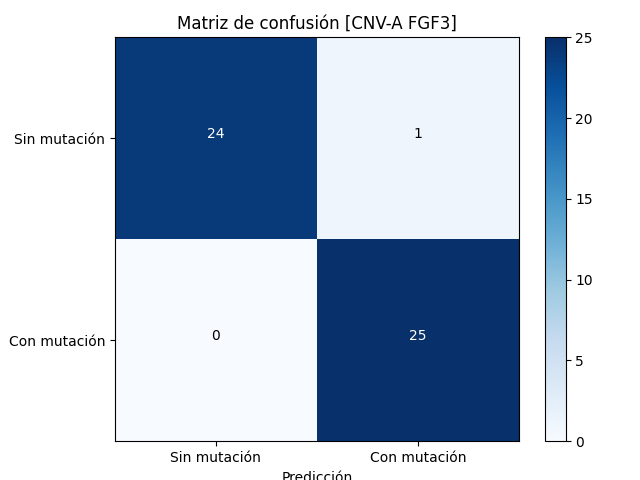 Matriz de confusión [CNV-A FGF3]
Sin mutación
24
1
Con mutación
0
25
Sin mutación
Con mutación
Predicción
25
20
15
10
5
0